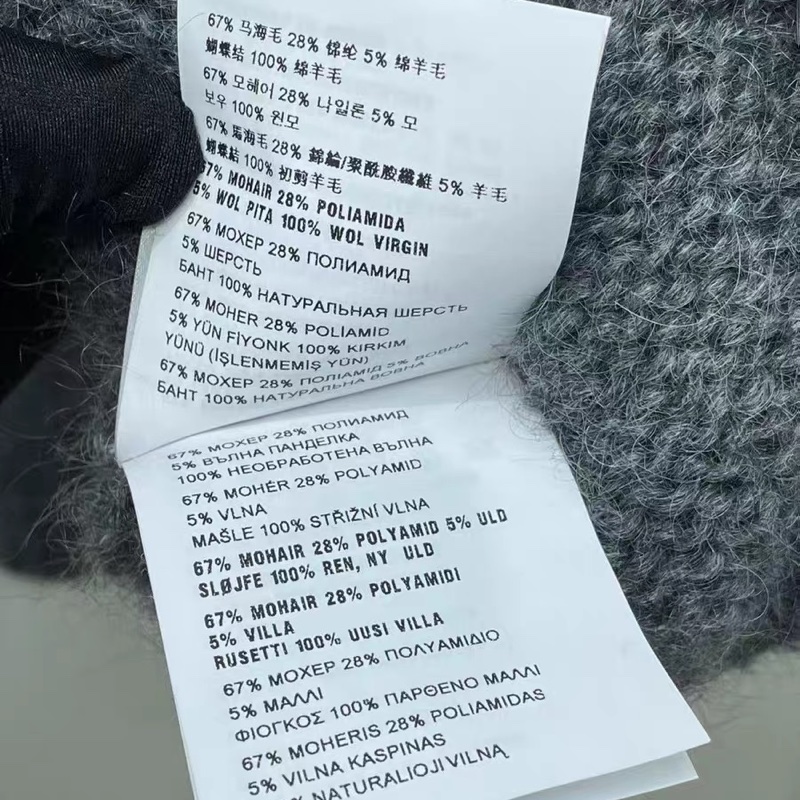 67% 马海毛 28% 锦纶 5% 绵羊毛
蝴蝶结 100% 绵羊毛
67% 모헤어 28% 나일론 5% 모
보우 100% 원모
67% 馬海毛 28% 錦綸/聚酰胺纖維 5% 羊毛
蝴蝶結 100% 初剪羊毛
67% MOHAIR 28% POLIAMIDA
5% WOL PITA 100% WOL VIRGIN
67% МОХЕР 28% ПОЛИАМИД
5% ШЕРСТЬ
БАНТ 100% НАТУРАЛЬНАЯ ШЕРСТЬ
67% MOHER 28% POLİAMİD
5% YÜN FİYONK 100% KIRKIM
YÜNÜ (İŞLENMEMİŞ YÜN)
67% МОХЕР 28% ПОЛІАМІД 5% ВОВНА
БАНТ 100% НАТУРАЛЬНА ВОВНА
67% МОХЕР 28% ПОЛИАМИД
5% ВЪЛНА ПАНДЕЛКА
100% НЕОБРАБОТЕНА ВЪЛНА
67% MOHÉR 28% POLYAMID
5% VLNA
MAŠLE 100% STŘIŽNÍ VLNA
67% MOHAIR 28% POLYAMID 5% ULD
SLØJFE 100% REN, NY ULD
67% MOHAIR 28% POLYAMIDI
5% VILLA
RUSETTI 100% UUSI VILLA
67% ΜΟΧΕΡ 28% ΠΟΛΥΑΜΙΔΙΟ
5% ΜΑΛΛΙ
ΦΙΟΓΚΟΣ 100% ΠΑΡΘΕΝΟ ΜΑΛΛΙ
67% MOHERIS 28% POLIAMIDAS
5% VILNA KASPINAS
% NATURALIOJI VILNA